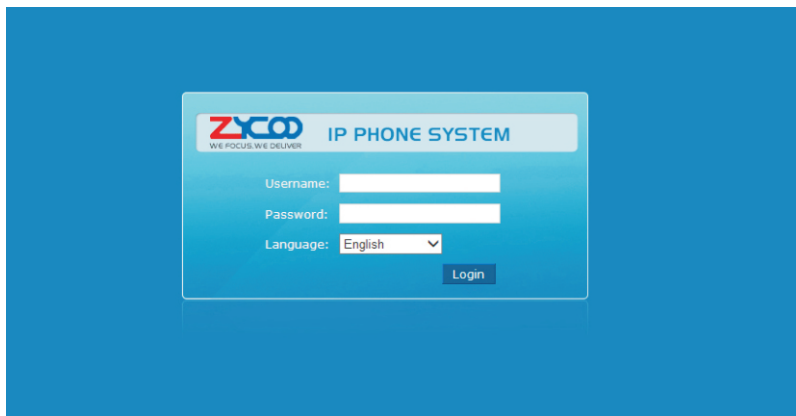 ZYCOO
WE FOCUS.WE DELIVER
IP PHONE SYSTEM
Username:
Password:
Language: English
Login